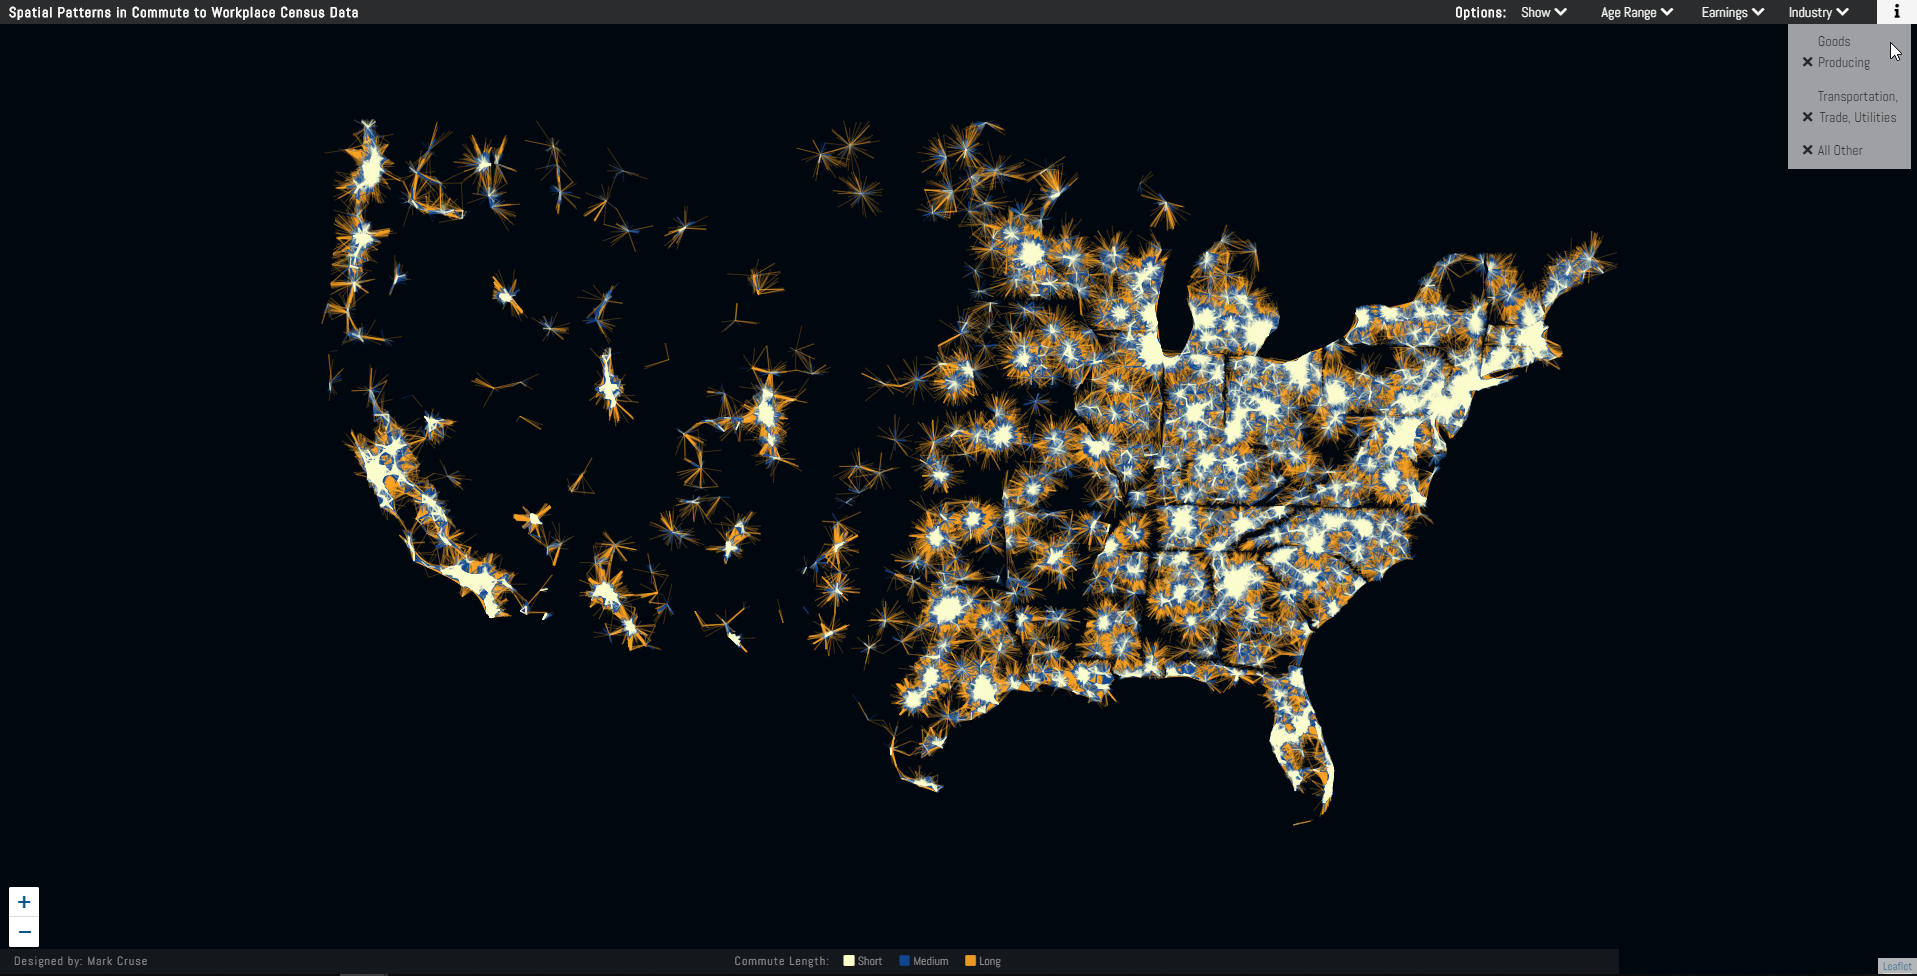 Spatial Patterns in Commute to Workplace Census Data
Options: Show Age Range Earnings Industry i
Goods
Producing
Transportation,
Trade, Utilities
All Other
+
−
Designed by: Mark Cruse
Commute Length: Short Medium Long
Leaflet